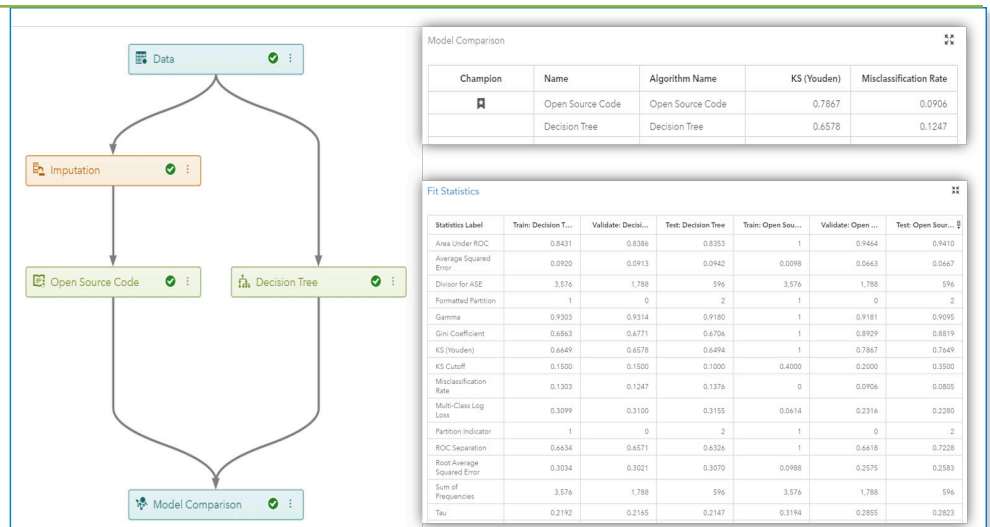 Data
Imputation
Open Source Code
Decision Tree
Model Comparison
Model Comparison
Champion Name Algorithm Name KS (Youden) Misclassification Rate
Open Source Code Open Source Code 0.7867 0.0906
Decision Tree Decision Tree 0.6578 0.1247
Fit Statistics
Statistics Label Train: Decision T... Validate: Decisi... Test: Decision Tree Train: Open Sou... Validate: Open ... Test: Open Sour...
Area Under ROC 0.8431 0.8386 0.8353 1 0.9464 0.9410
Average Squared
Error 0.0920 0.0913 0.0942 0.0098 0.0663 0.0667
Divisor for ASE 3,576 1,788 596 3,576 1,788 596
Formatted Partition 1 0 2 1 0 2
Gamma 0.9303 0.9314 0.9180 1 0.9181 0.9095
Gini Coefficient 0.6863 0.6771 0.6706 1 0.8929 0.8819
KS (Youden) 0.6649 0.6578 0.6494 1 0.7867 0.7649
KS Cutoff 0.1500 0.1500 0.1000 0.4000 0.2000 0.3500
Misclassification
Rate 0.1303 0.1247 0.1376 0 0.0906 0.0805
Multi-Class Log
Loss 0.3099 0.3100 0.3155 0.0614 0.2316 0.2280
Partition Indicator 1 0 2 1 0 2
ROC Separation 0.6634 0.6571 0.6326 1 0.6618 0.7228
Root Average
Squared Error 0.3034 0.3021 0.3070 0.0988 0.2575 0.2583
Sum of
Frequencies 3,576 1,788 596 3,576 1,788 596
Tau 0.2192 0.2165 0.2147 0.3194 0.2855 0.2823